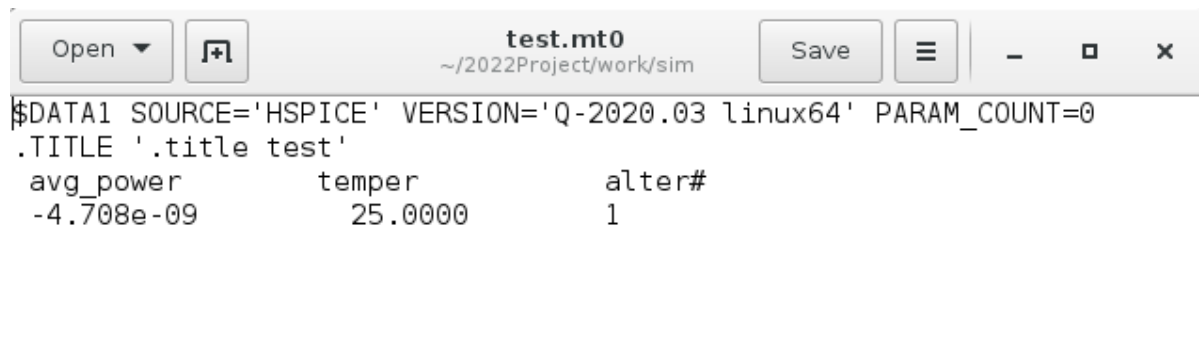 Open
test.mt0
~/2022Project/work/sim
Save
$DATA1 SOURCE='HSPICE' VERSION='Q-2020.03 linux64' PARAM_COUNT=0
.TITLE '.title test'
avg_power temper alter#
-4.708e-09 25.0000 1